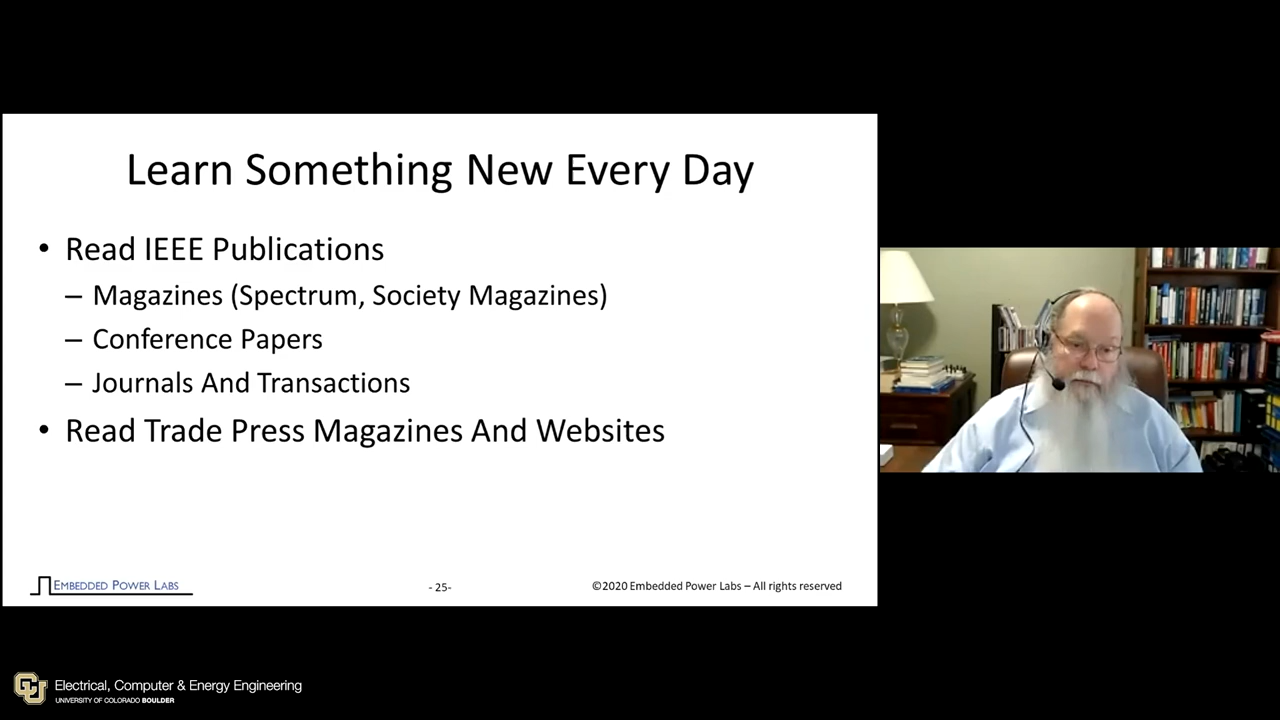 Learn Something New Every Day
• Read IEEE Publications
– Magazines (Spectrum, Society Magazines)
– Conference Papers
– Journals And Transactions
• Read Trade Press Magazines And Websites
EMBEDDED POWER LABS
- 25-
©2020 Embedded Power Labs – All rights reserved
CU
Electrical, Computer & Energy Engineering
UNIVERSITY OF COLORADO BOULDER